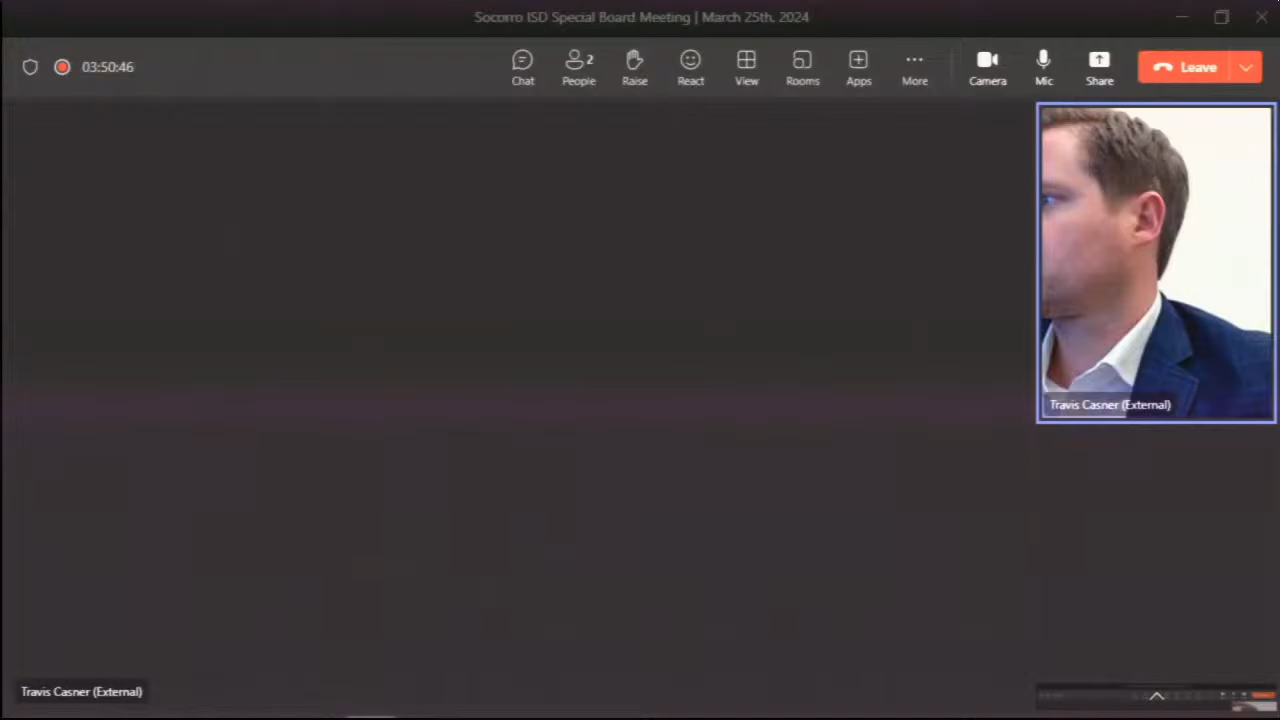 Socorro ISD Special Board Meeting | March 25th, 2024
03:50:46
Chat
People 2
Raise
React
View
Rooms
Apps
More
Camera
Mic
Share
Leave
Travis Casner (External)
Travis Casner (External)